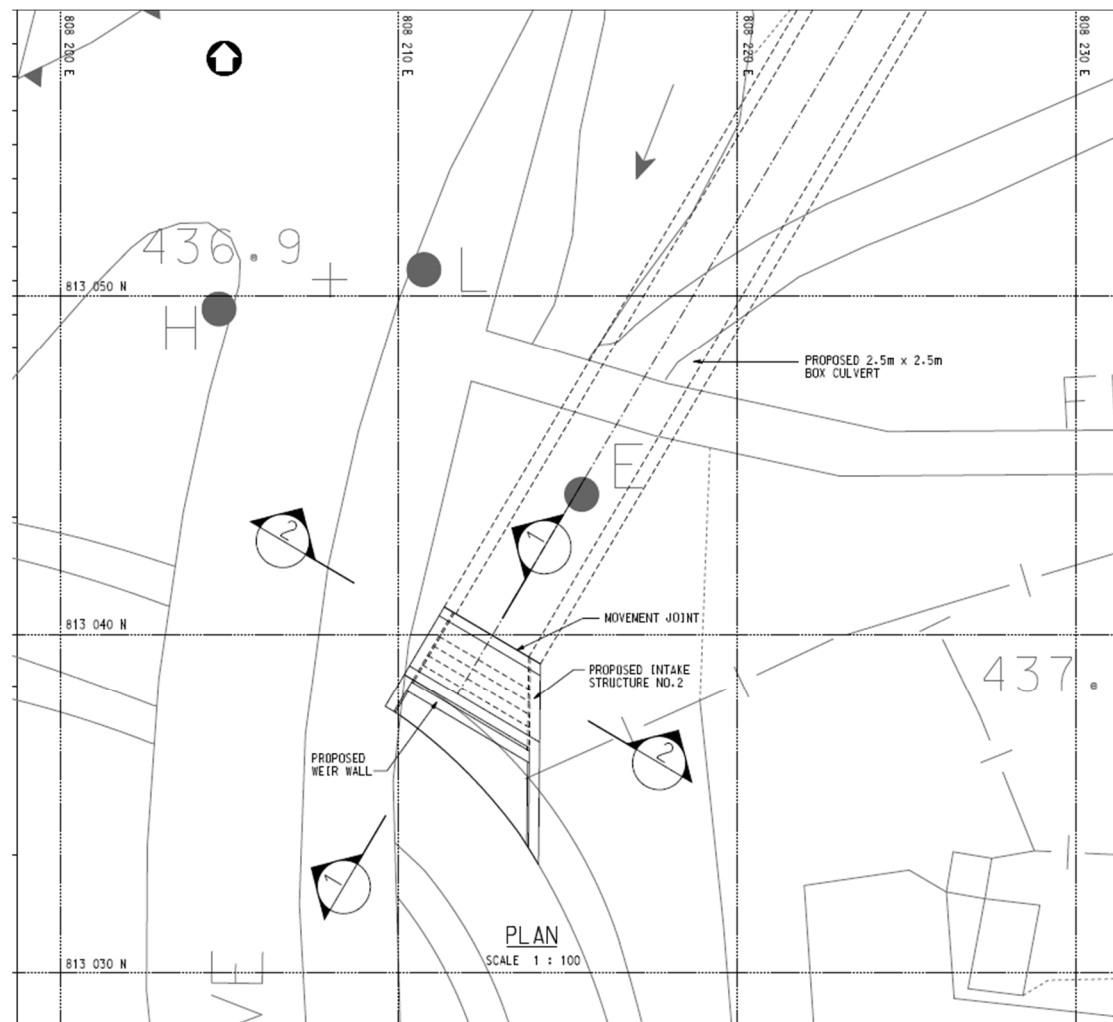 808 200 E
808 210 E
808 220 E
808 230 E
436.9
L
813 050 N
H
PROPOSED 2.5m x 2.5m
BOX CULVERT
E
2
1
MOVEMENT JOINT
813 040 N
PROPOSED INTAKE
STRUCTURE NO.2
437.
PROPOSED
WEIR WALL
2
1
PLAN
SCALE 1 : 100
813 030 N